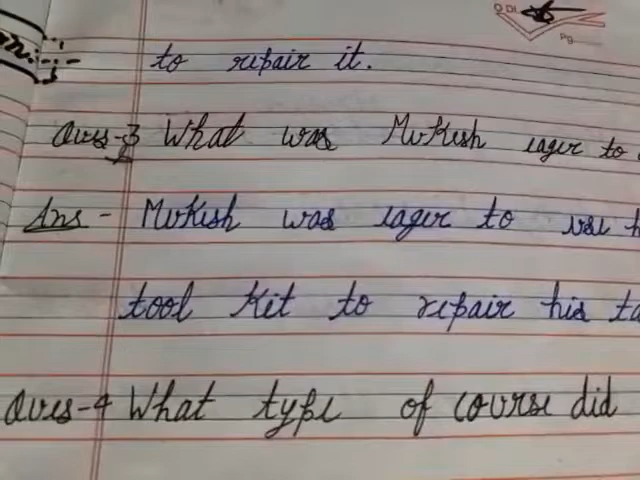 to repair it.
Ques-3 What was Mukesh eager to
Ans - Mukesh was eager to use
tool kit to repair his
Ques-4 What type of course did
Pg